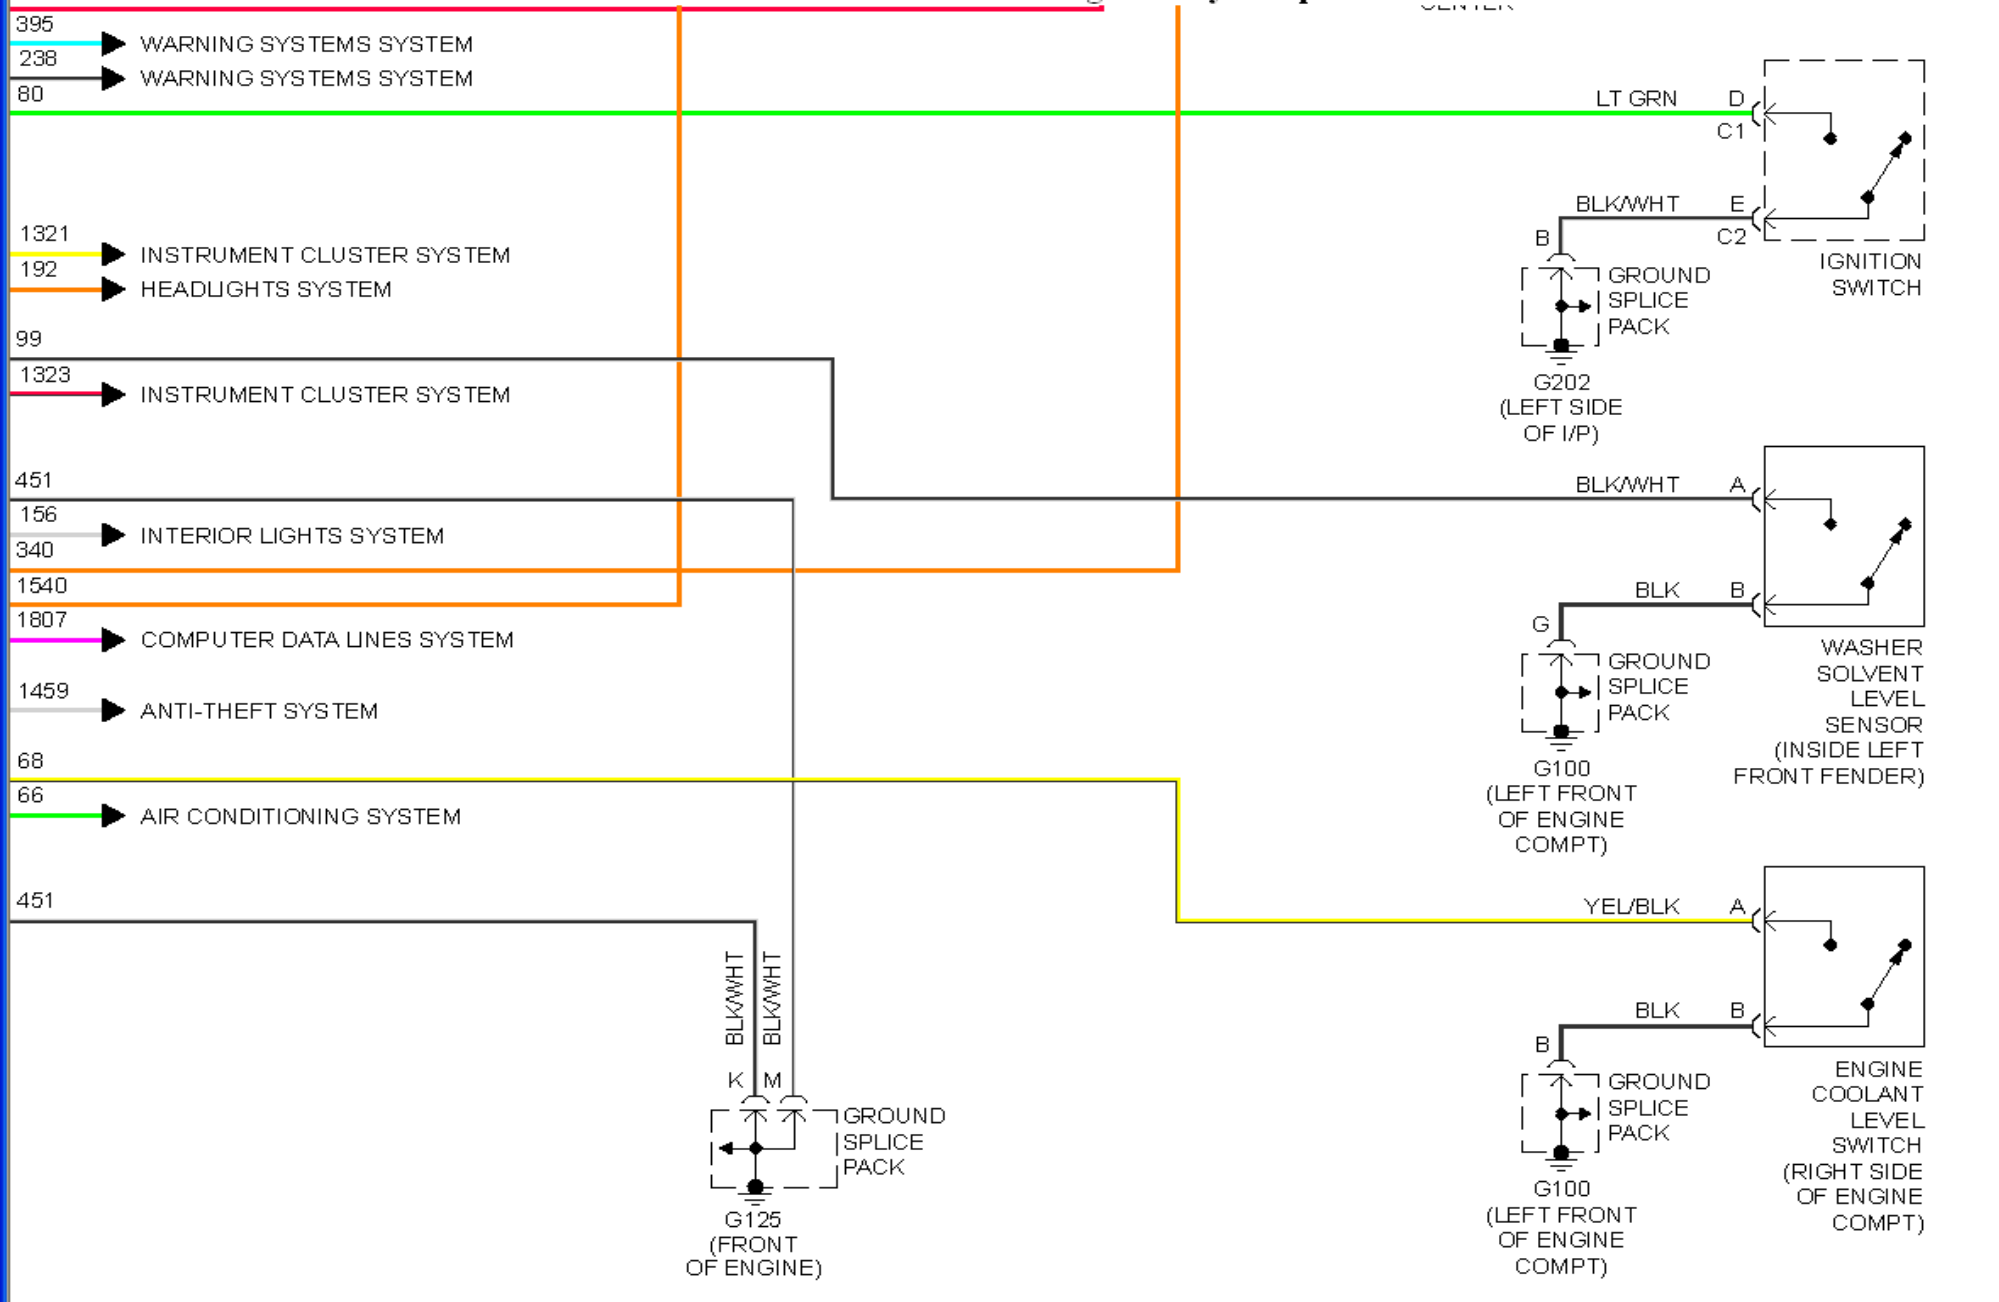 395
WARNING SYSTEMS SYSTEM
238
WARNING SYSTEMS SYSTEM
80
LT GRN D
C1
BLK/WHT E
C2
B
IGNITION
SWITCH
GROUND
SPLICE
PACK
G202
(LEFT SIDE
OF I/P)
1321
INSTRUMENT CLUSTER SYSTEM
192
HEADLIGHTS SYSTEM
99
1323
INSTRUMENT CLUSTER SYSTEM
451
156
INTERIOR LIGHTS SYSTEM
340
1540
1807
COMPUTER DATA LINES SYSTEM
1459
ANTI-THEFT SYSTEM
68
66
AIR CONDITIONING SYSTEM
451
BLK/WHT A
BLK B
G
GROUND
SPLICE
PACK
G100
(LEFT FRONT
OF ENGINE
COMPT)
WASHER
SOLVENT
LEVEL
SENSOR
(INSIDE LEFT
FRONT FENDER)
YEL/BLK A
BLK B
B
GROUND
SPLICE
PACK
G100
(LEFT FRONT
OF ENGINE
COMPT)
ENGINE
COOLANT
LEVEL
SWITCH
(RIGHT SIDE
OF ENGINE
COMPT)
BLK/WHT
BLK/WHT
K M
GROUND
SPLICE
PACK
G125
(FRONT
OF ENGINE)